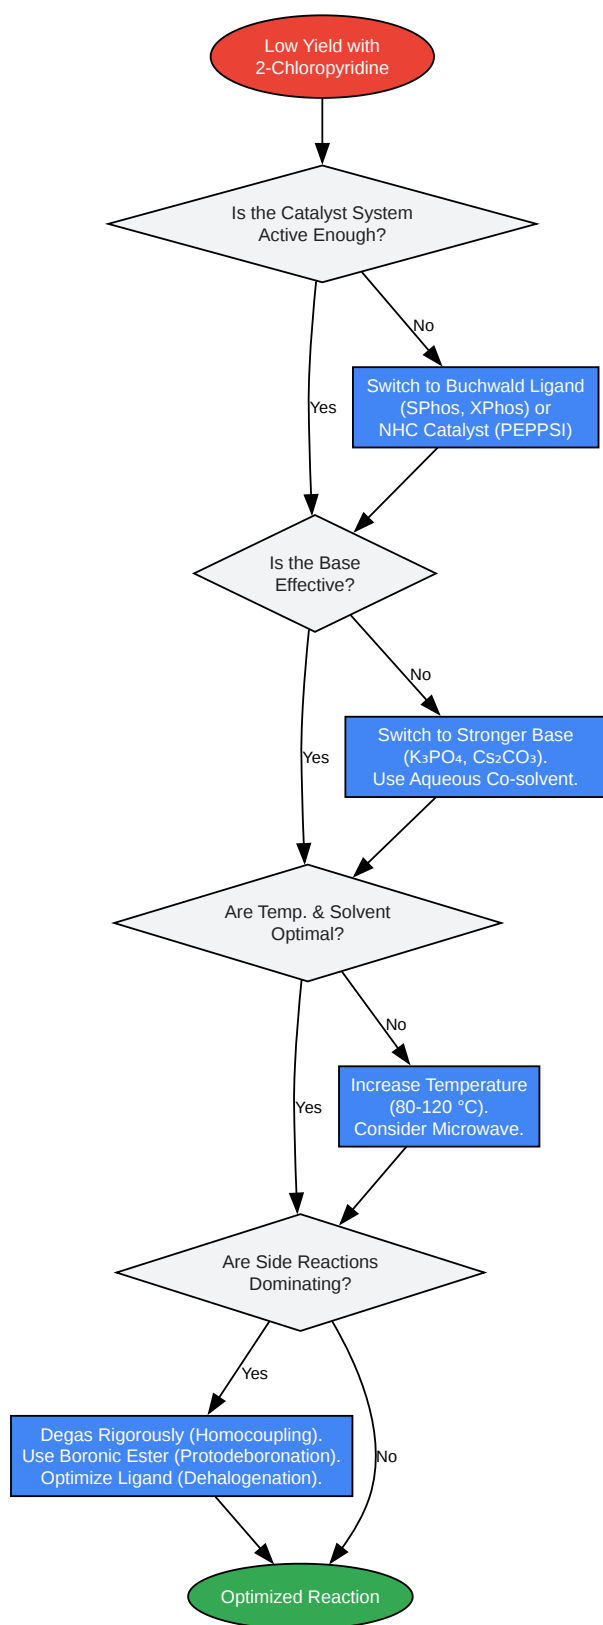 Low Yield with
2-Chloropyridine
Is the Catalyst System
Active Enough?
No
Switch to Buchwald Ligand
(SPhos, XPhos) or
NHC Catalyst (PEPPSI)
Yes
Is the Base
Effective?
No
Switch to Stronger Base
(K₃PO₄, Cs₂CO₃).
Use Aqueous Co-solvent.
Yes
Are Temp. & Solvent
Optimal?
No
Increase Temperature
(80-120 °C).
Consider Microwave.
Yes
Are Side Reactions
Dominating?
Yes
Degas Rigorously (Homocoupling).
Use Boronic Ester (Protodeboronation).
Optimize Ligand (Dehalogenation).
No
Optimized Reaction